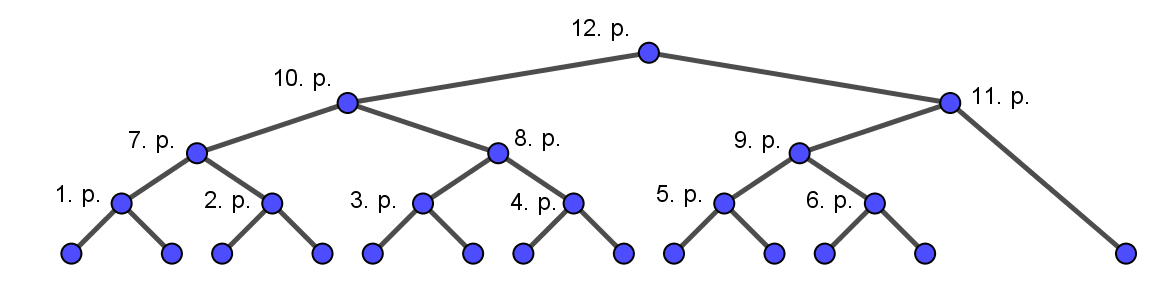 12. p.
10. p.
11. p.
7. p.
8. p.
9. p.
1. p.
2. p.
3. p.
4. p.
5. p.
6. p.